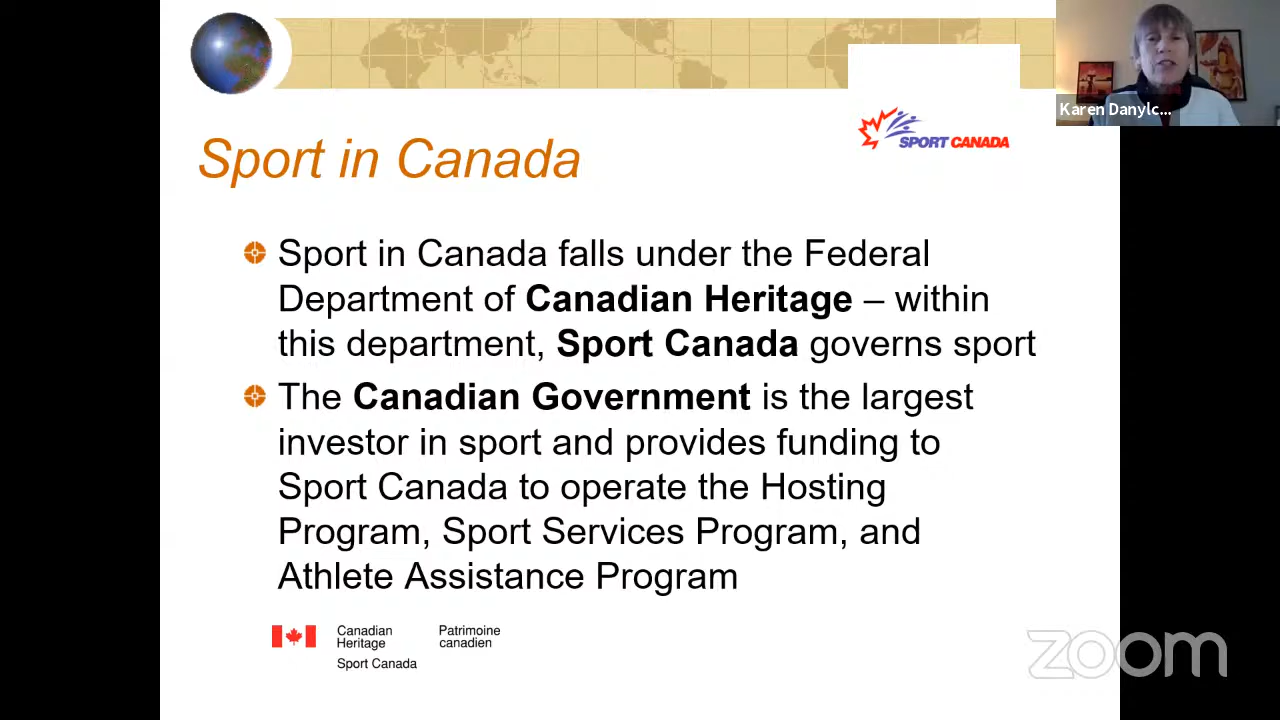 Karen Danylc...
SPORT CANADA
Sport in Canada
Sport in Canada falls under the Federal
Department of Canadian Heritage – within
this department, Sport Canada governs sport
The Canadian Government is the largest
investor in sport and provides funding to
Sport Canada to operate the Hosting
Program, Sport Services Program, and
Athlete Assistance Program
Canadian Patrimoine
Heritage canadien
Sport Canada
zoom